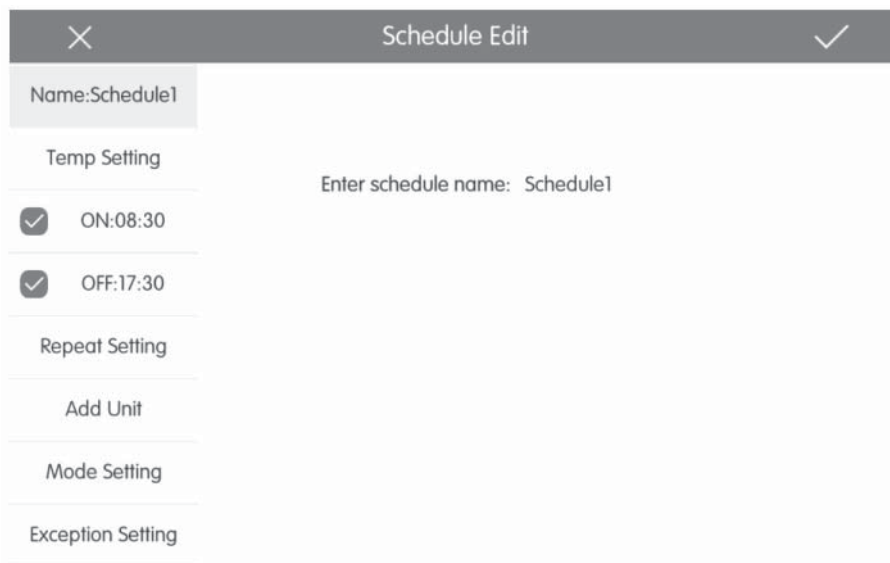 Schedule Edit
Name:Schedule1
Temp Setting
ON:08:30
OFF:17:30
Repeat Setting
Add Unit
Mode Setting
Exception Setting
Enter schedule name: Schedule1